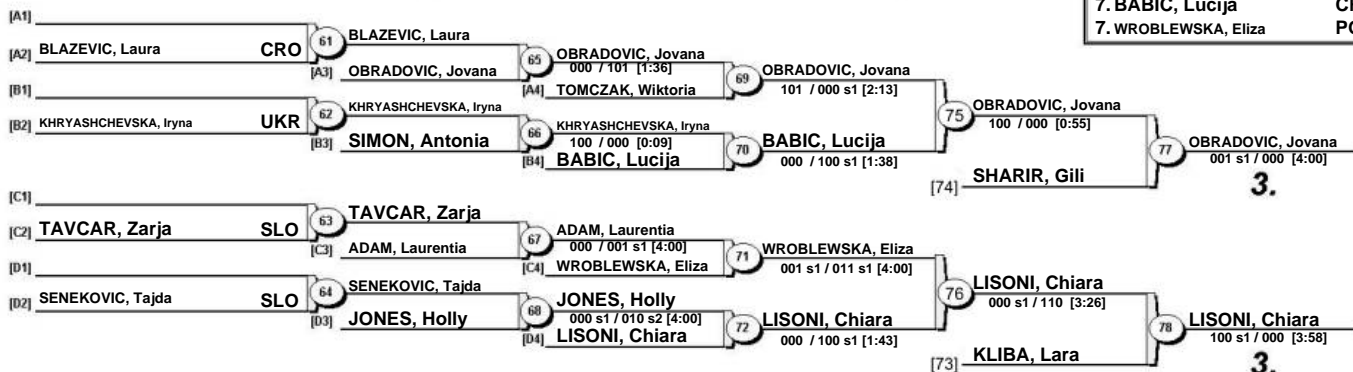 7. BABIC, Lucija
7. WROBLEWSKA, Eliza
[A1]
[A2] BLAZEVIC, Laura CRO
61
BLAZEVIC, Laura
[A3] OBRADOVIC, Jovana
65
OBRADOVIC, Jovana
000 / 101 [1:36]
[A4] TOMCZAK, Wiktoria
69
OBRADOVIC, Jovana
101 / 000 s1 [2:13]
[B1]
[B2] KHRYASHCHEVSKA, Iryna UKR
62
KHRYASHCHEVSKA, Iryna
[B3] SIMON, Antonia
66
KHRYASHCHEVSKA, Iryna
100 / 000 [0:09]
[B4] BABIC, Lucija
70
BABIC, Lucija
000 / 100 s1 [1:38]
75
OBRADOVIC, Jovana
100 / 000 [0:55]
[74] SHARIR, Gili
77
OBRADOVIC, Jovana
001 s1 / 000 [4:00]
3.
[C1]
[C2] TAVCAR, Zarja SLO
63
TAVCAR, Zarja
[C3] ADAM, Laurentia
67
ADAM, Laurentia
000 / 001 s1 [4:00]
[C4] WROBLEWSKA, Eliza
71
WROBLEWSKA, Eliza
001 s1 / 011 s1 [4:00]
[D1]
[D2] SENEKOVIC, Tajda SLO
64
SENEKOVIC, Tajda
[D3] JONES, Holly
68
JONES, Holly
000 s1 / 010 s2 [4:00]
[D4] LISONI, Chiara
72
LISONI, Chiara
000 / 100 s1 [1:43]
76
LISONI, Chiara
000 s1 / 110 [3:26]
[73] KLIBA, Lara
78
LISONI, Chiara
100 s1 / 000 [3:58]
3.